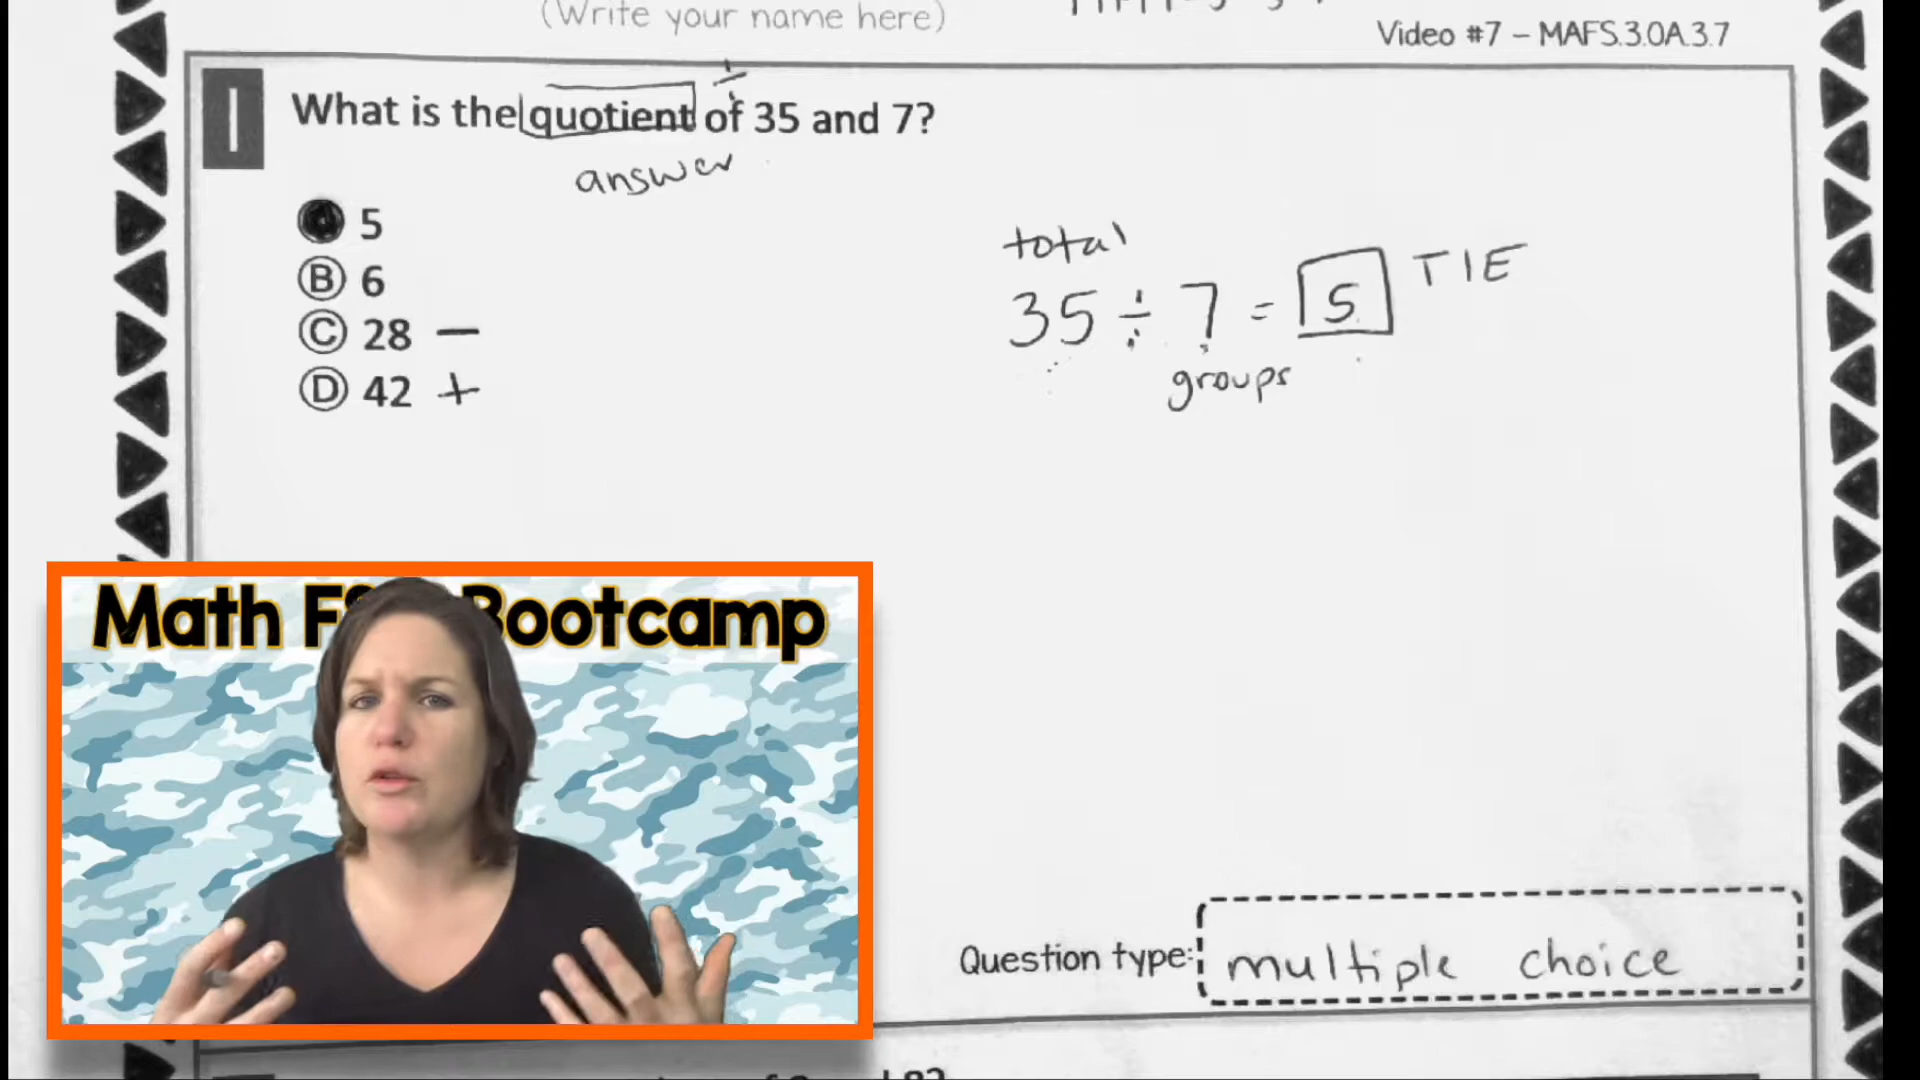 (Write your name here)
Video #7 – MAFS.3.OA.3.7
1 What is the quotient of 35 and 7?
÷
answer
A 5
B 6
C 28 –
D 42 +
total
35 ÷ 7 = 5 TIE
groups
Math Bootcamp
Question type: multiple choice